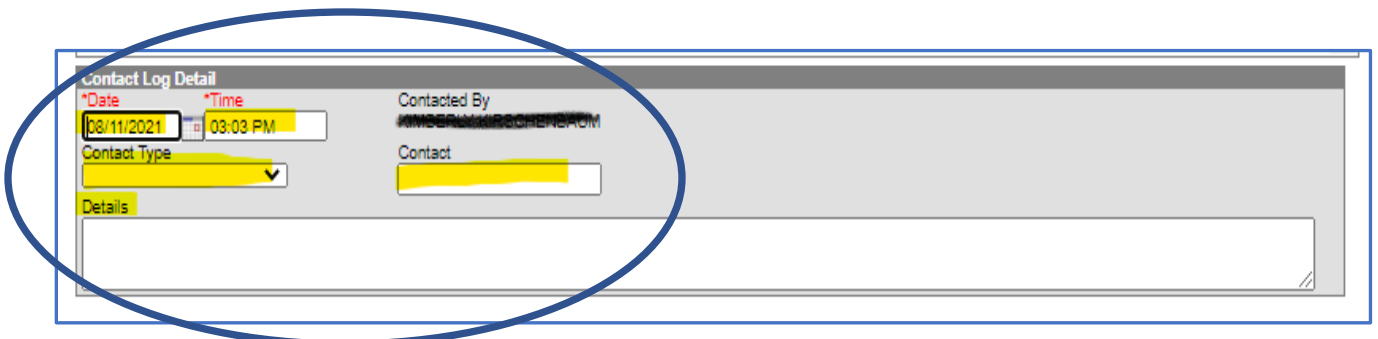 Contact Log Detail
*Date *Time Contacted By
08/11/2021 03:03 PM
Contact Type Contact
Details